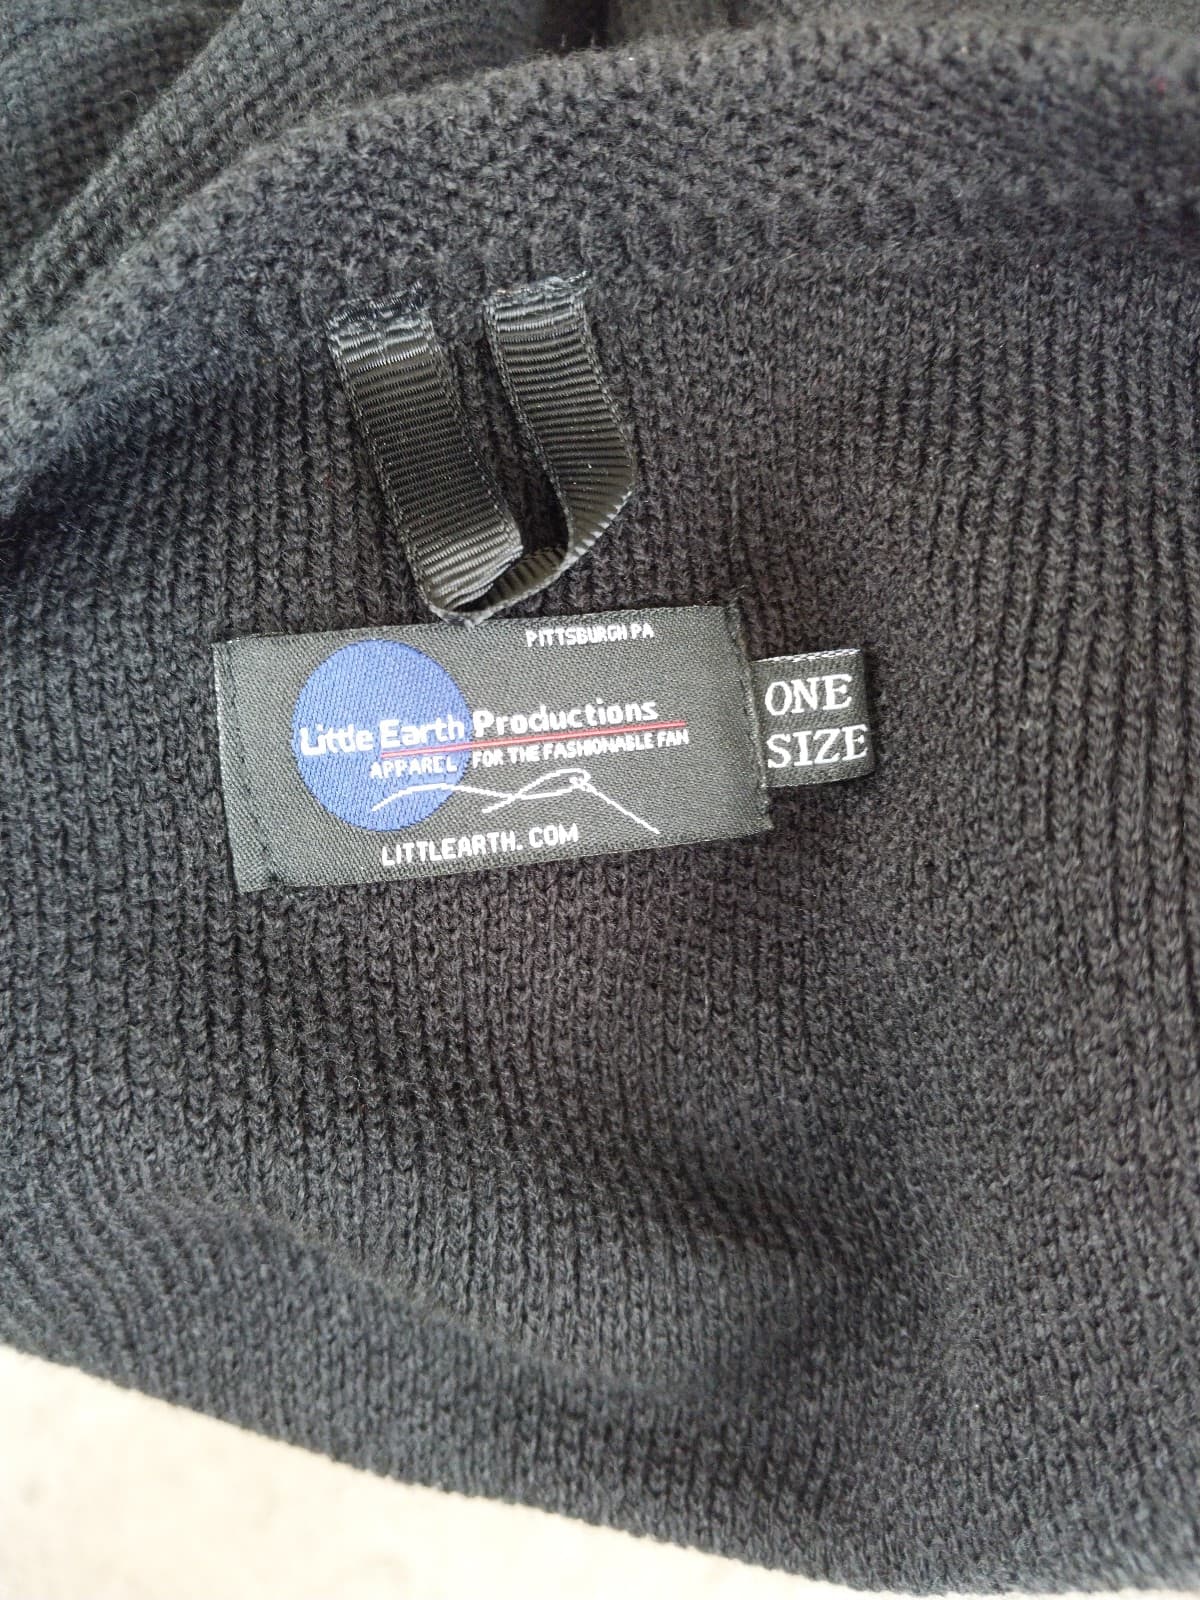 PITTSBURGH PA
Little Earth Productions
APPAREL FOR THE FASHIONABLE FAN
LITTLEARTH.COM
ONE
SIZE